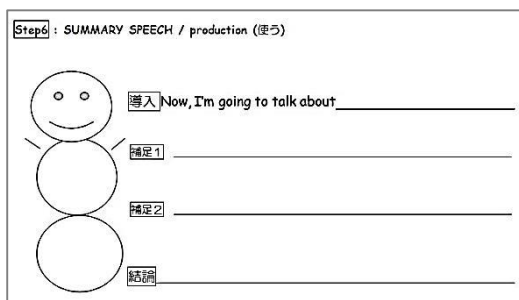 Step6 : SUMMARY SPEECH / production (使う)
導入 Now, I'm going to talk about
補足1
補足2
結論